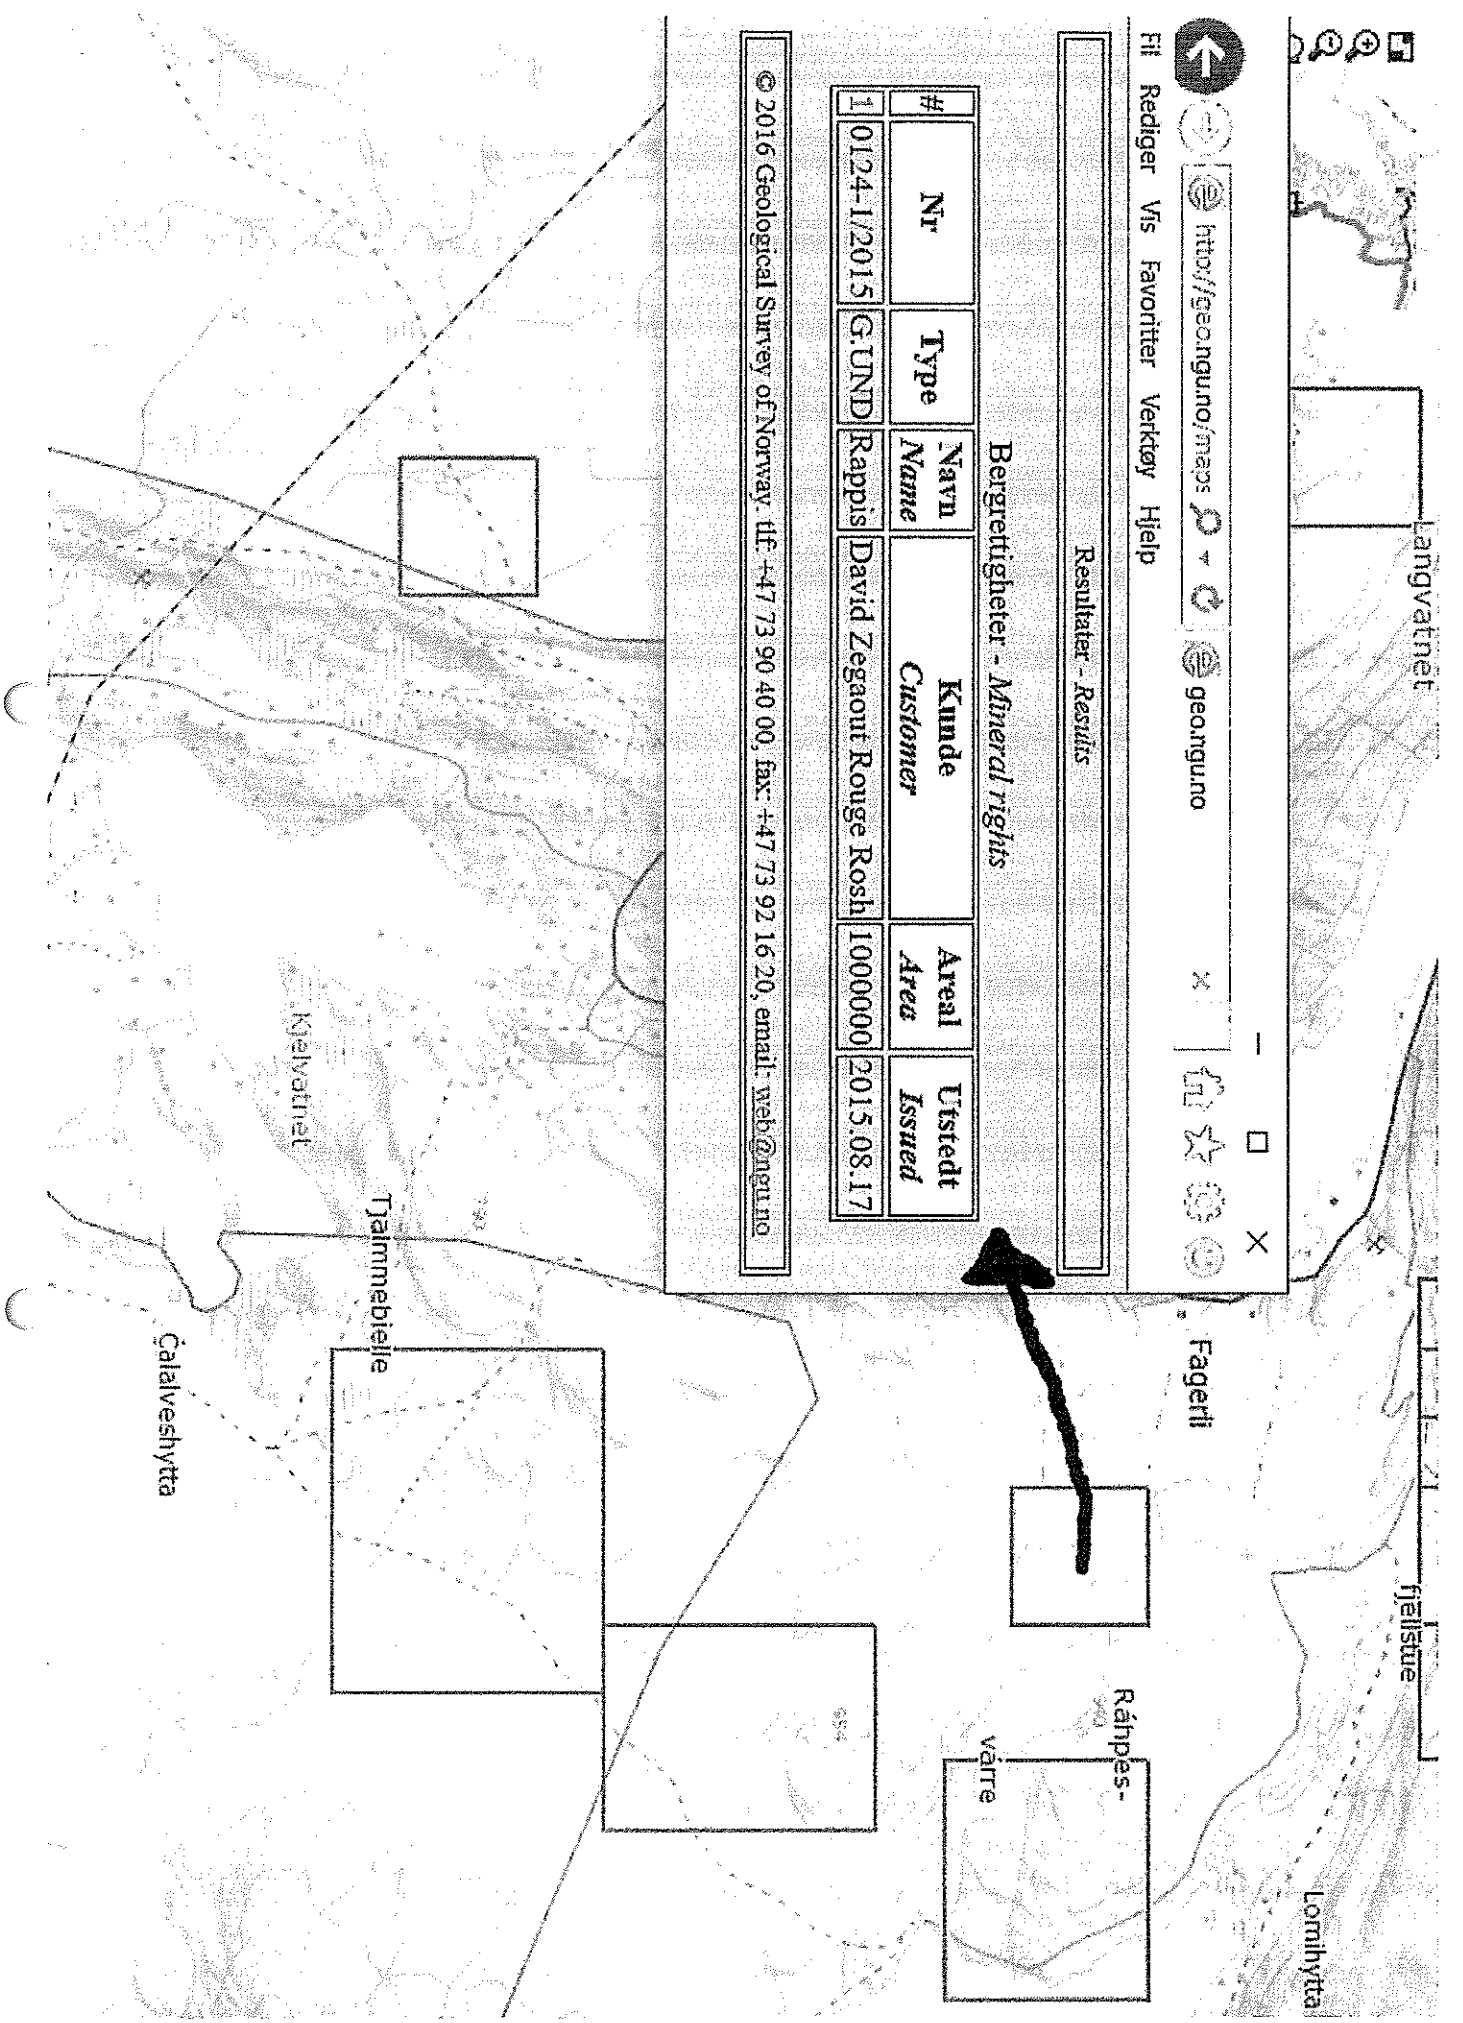 Langvatnet
http://geo.ngu.no/maps
geo.ngu.no
Fil Rediger Vis Favoritter Verktøy Hjelp
Resultater - Results
Bergrettigheter - Mineral rights
# Nr Type Navn Name Kunde Customer Areal Area Utstedt Issued
1 0124-1/2015 G.UND Rappis David Zegaout Rouge Rosh 1000000 2015.08.17
© 2016 Geological Survey of Norway. tlf: +47 73 90 40 00, fax: +47 73 92 16 20, email: web@ngu.no
Fagerli
fjellstue
Lomihytta
Ráhpes-
várre
954
Kjelvatnet
Tjalmmebielle
Čalalveshytta